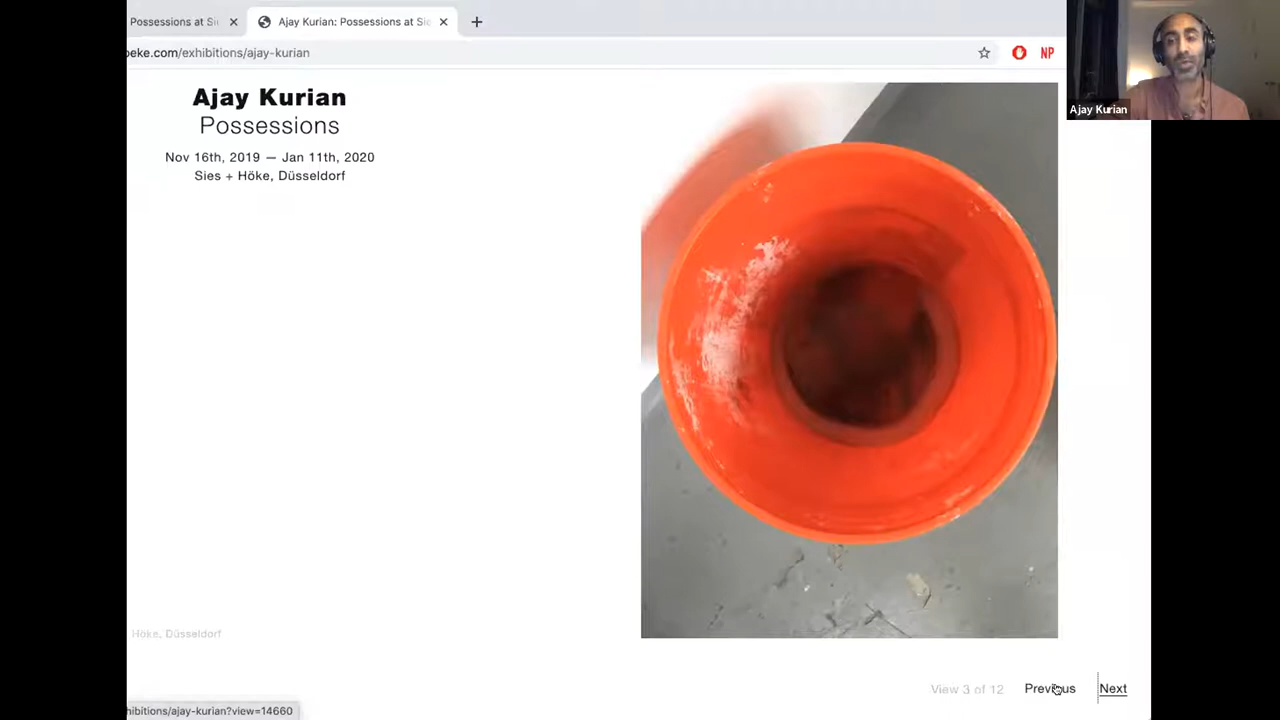 Possessions at Si
Ajay Kurian: Possessions at Sie
oeke.com/exhibitions/ajay-kurian
NP
Ajay Kurian
Ajay Kurian
Possessions
Nov 16th, 2019 — Jan 11th, 2020
Sies + Höke, Düsseldorf
Höke, Düsseldorf
View 3 of 12
Previous
Next
hibitions/ajay-kurian?view=14660